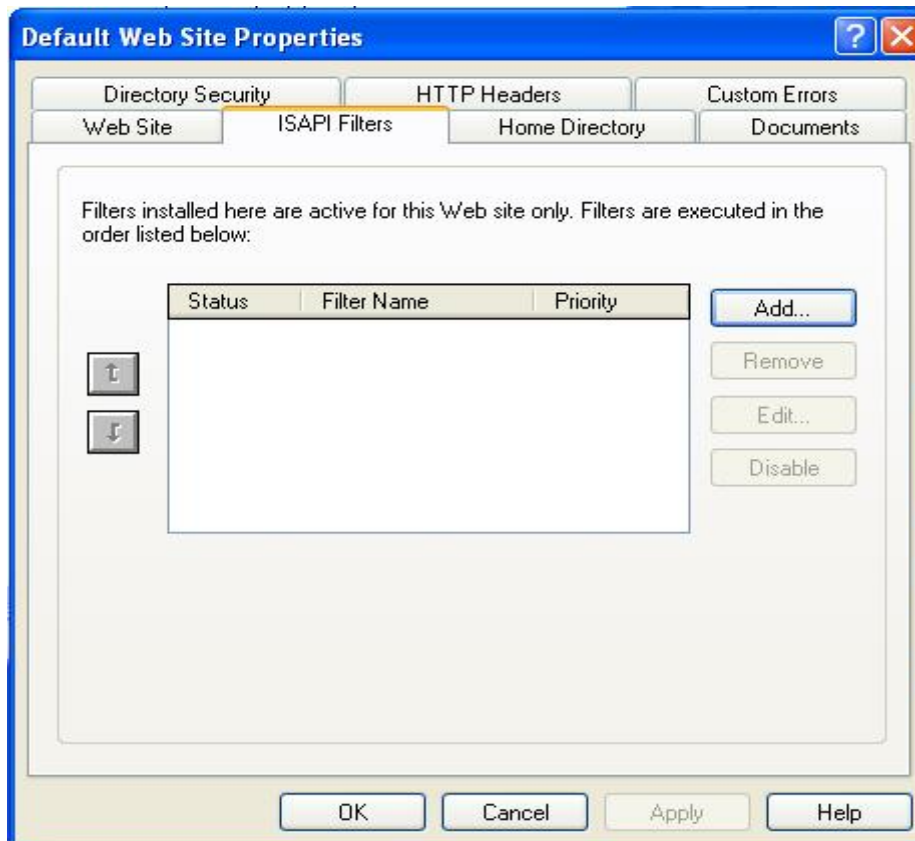 Default Web Site Properties
Directory Security HTTP Headers Custom Errors
Web Site ISAPI Filters Home Directory Documents
Filters installed here are active for this Web site only. Filters are executed in the
order listed below:
Status Filter Name Priority
Add...
Remove
Edit...
Disable
OK Cancel Apply Help